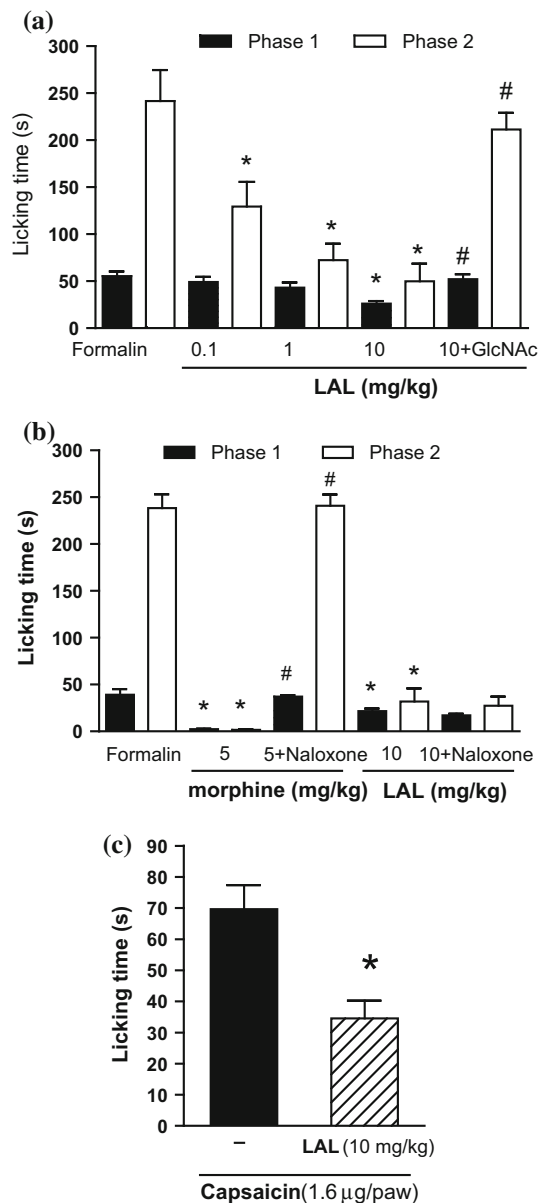 (a)
Phase 1 Phase 2
Licking time (s)
300
250
200
150
100
50
0
* * * * # #
Formalin 0.1 1 10 10+GlcNAc
LAL (mg/kg)
(b)
Phase 1 Phase 2
Licking time (s)
300
250
200
150
100
50
0
* * # # * *
Formalin 5 5+Naloxone 10 10+Naloxone
morphine (mg/kg) LAL (mg/kg)
(c)
Licking time (s)
90
80
70
60
50
40
30
20
10
0
*
– LAL (10 mg/kg)
Capsaicin(1.6 µg/paw)